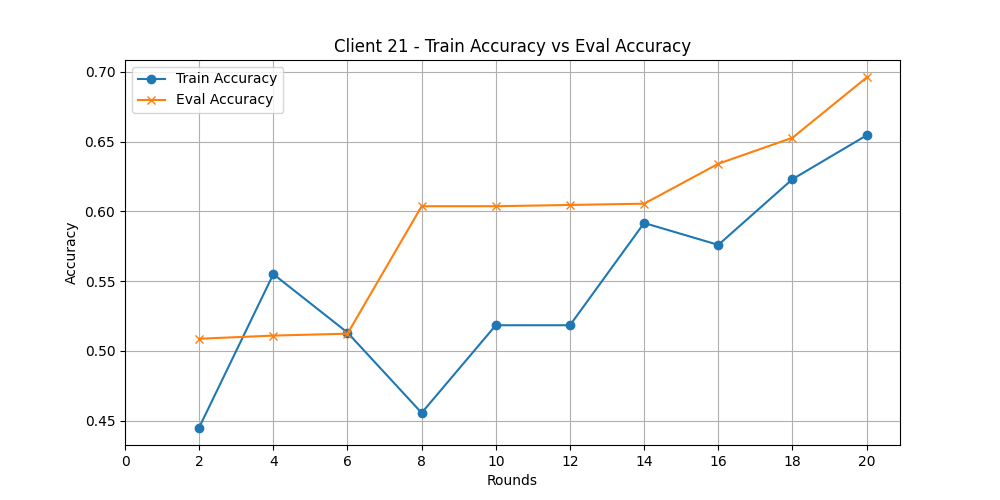 Client 21 - Train Accuracy vs Eval Accuracy
Train Accuracy
Eval Accuracy
0.70
0.65
0.60
0.55
0.50
0.45
Accuracy
0 2 4 6 8 10 12 14 16 18 20
Rounds